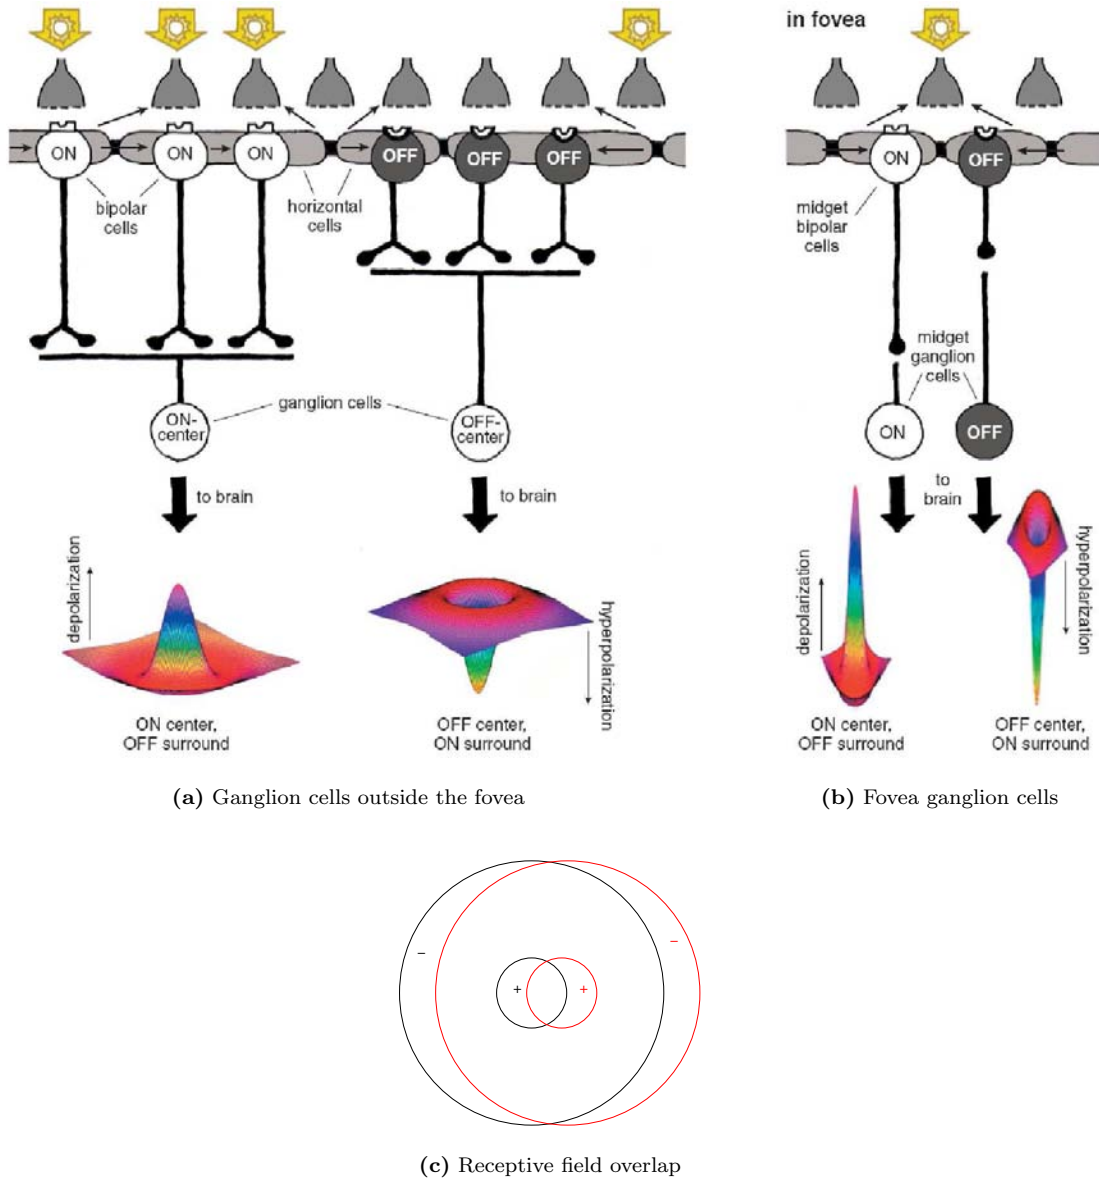 in fovea
ON
ON
ON
OFF
OFF
OFF
ON
OFF
bipolar
cells
horizontal
cells
midget
bipolar
cells
midget
ganglion
cells
ganglion cells
ON-
center
OFF-
center
ON
OFF
to brain
to brain
to
brain
depolarization
hyperpolarization
depolarization
hyperpolarization
ON center,
OFF surround
OFF center,
ON surround
ON center,
OFF surround
OFF center,
ON surround
(a) Ganglion cells outside the fovea
(b) Fovea ganglion cells
−
−
+
+
(c) Receptive field overlap